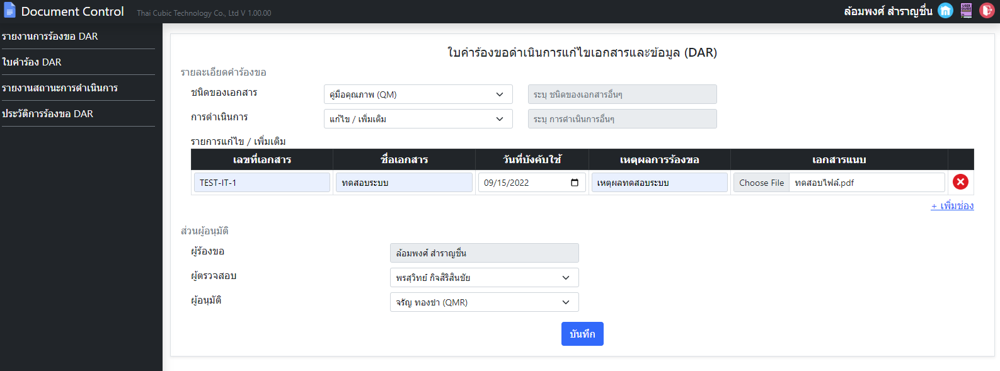 Document Control Thai Cubic Technology Co., Ltd V 1.00.00 ล้อมพงศ์ สำราญชื่น USER GUIDE
รายงานการร้องขอ DAR
ใบคำร้อง DAR
รายงานสถานะการดำเนินการ
ประวัติการร้องขอ DAR
ใบคำร้องขอดำเนินการแก้ไขเอกสารและข้อมูล (DAR)
รายละเอียดคำร้องขอ
ชนิดของเอกสาร คู่มือคุณภาพ (QM) ระบุ ชนิดของเอกสารอื่นๆ
การดำเนินการ แก้ไข / เพิ่มเติม ระบุ การดำเนินการอื่นๆ
รายการแก้ไข / เพิ่มเติม
เลขที่เอกสาร ชื่อเอกสาร วันที่บังคับใช้ เหตุผลการร้องขอ เอกสารแนบ
TEST-IT-1 ทดสอบระบบ 09/15/2022 เหตุผลทดสอบระบบ Choose File ทดสอบไฟล์.pdf
+ เพิ่มช่อง
ส่วนผู้อนุมัติ
ผู้ร้องขอ ล้อมพงศ์ สำราญชื่น
ผู้ตรวจสอบ พรสุวิทย์ กิจสิริสินชัย
ผู้อนุมัติ จรัญ ทองขำ (QMR)
บันทึก